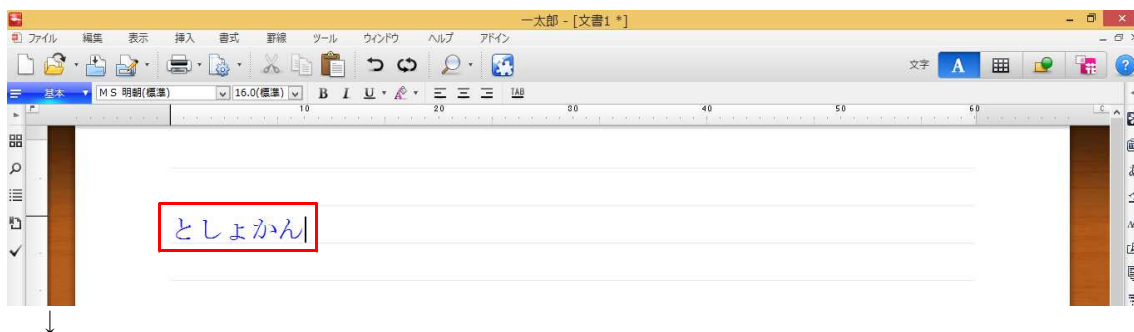 一太郎 - [文書1 *]
ファイル 編集 表示 挿入 書式 罫線 ツール ウィンドウ ヘルプ アドイン
文字 A ?
基本 MS 明朝(標準) 16.0(標準) B I U TAB
10 20 30 40 50 60
としょかん
↓